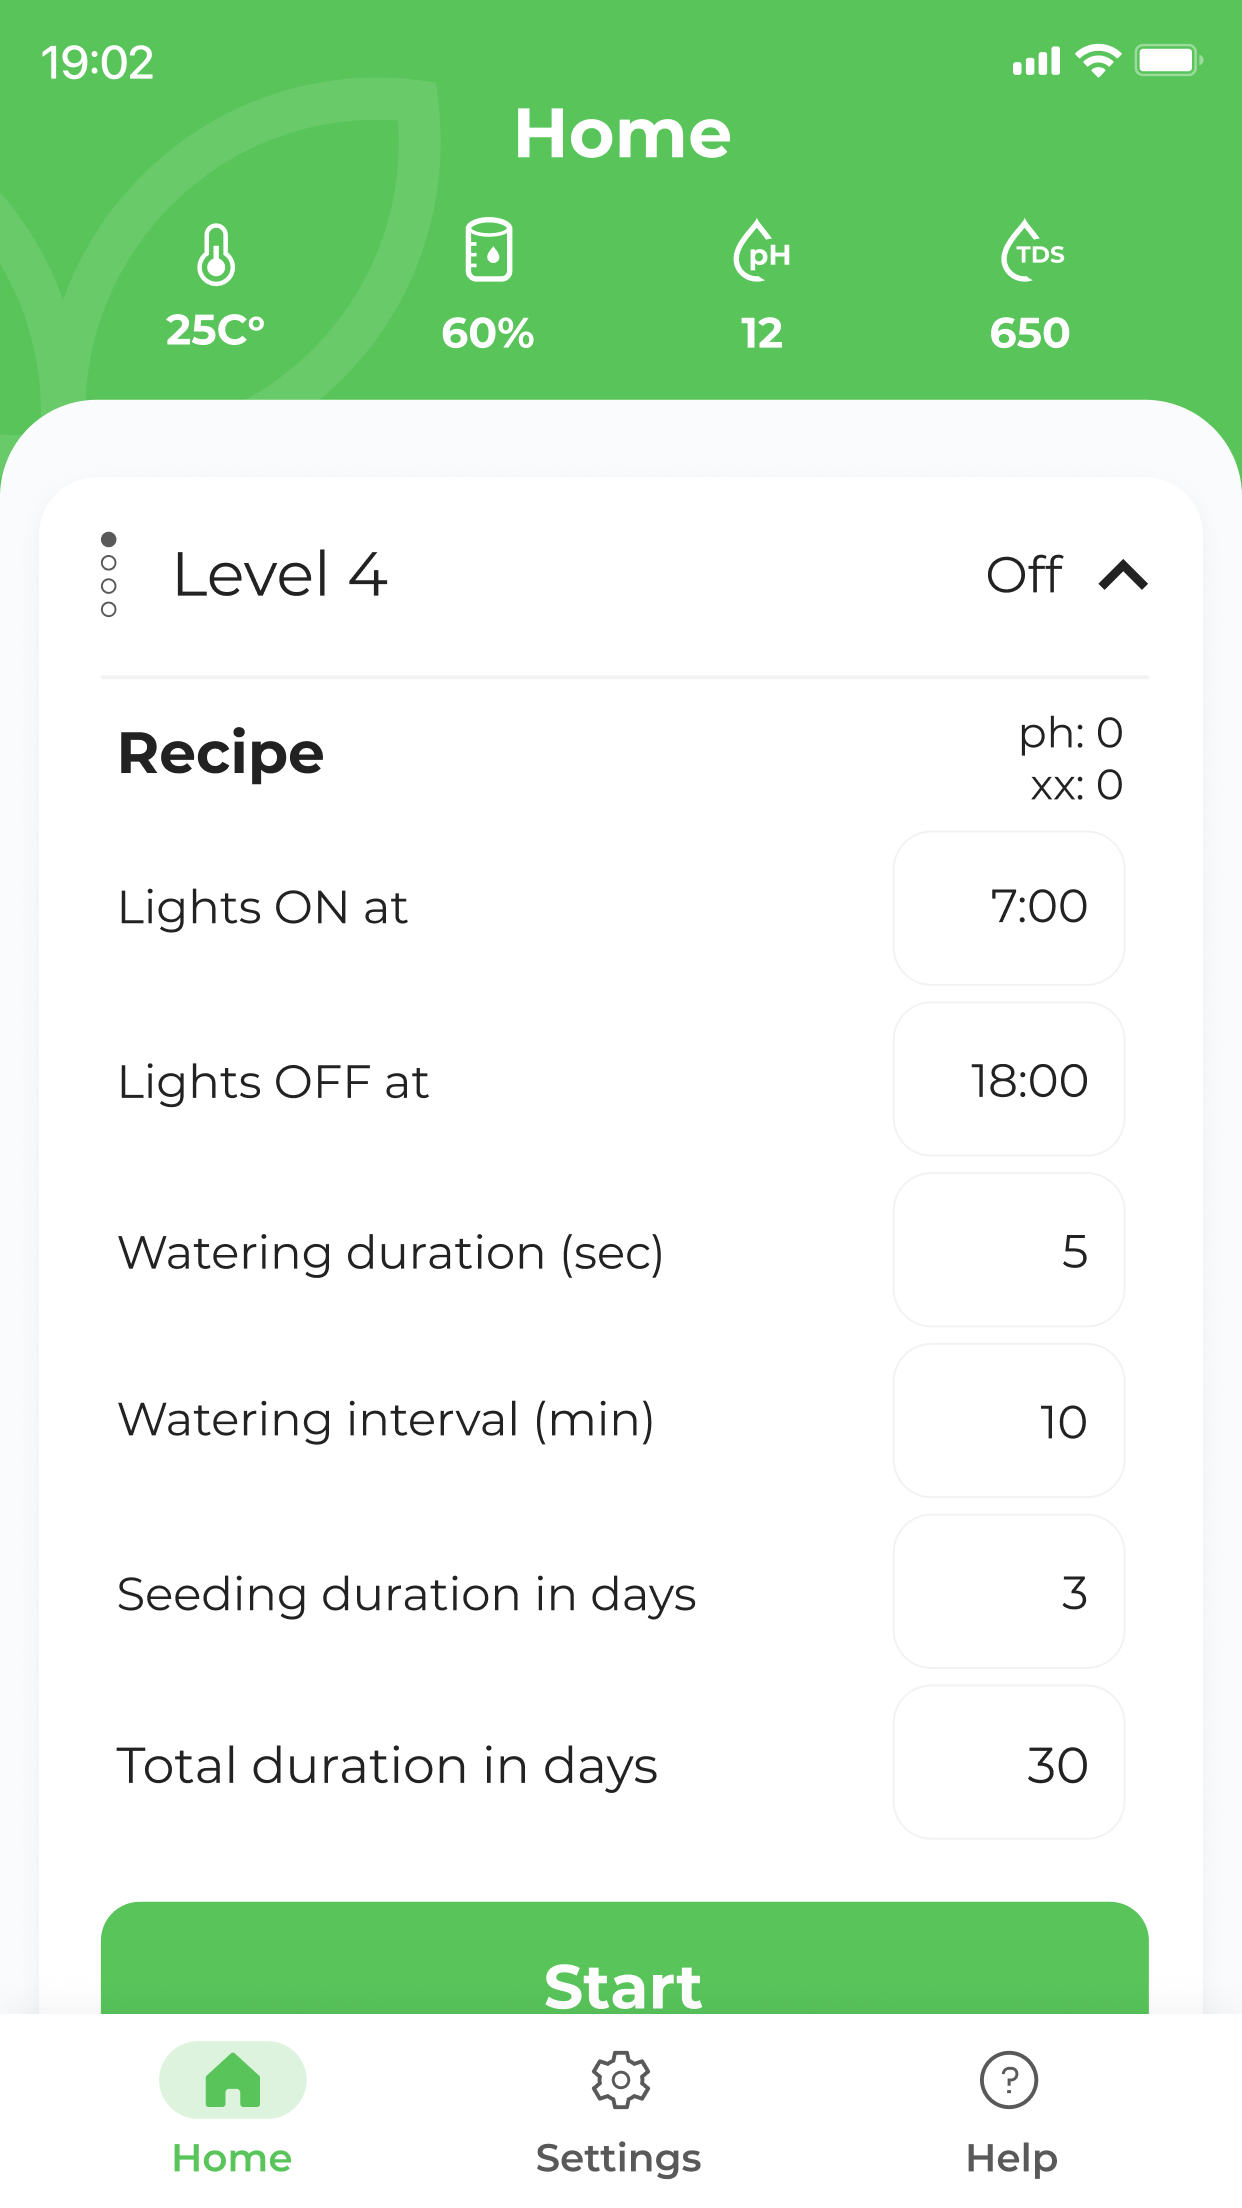 19:02
Home
pH
TDS
25Cº
60%
12
650
Level 4
Off
Recipe
ph: 0
xx: 0
Lights ON at
7:00
Lights OFF at
18:00
Watering duration (sec)
5
Watering interval (min)
10
Seeding duration in days
3
Total duration in days
30
Start
?
Home
Settings
Help